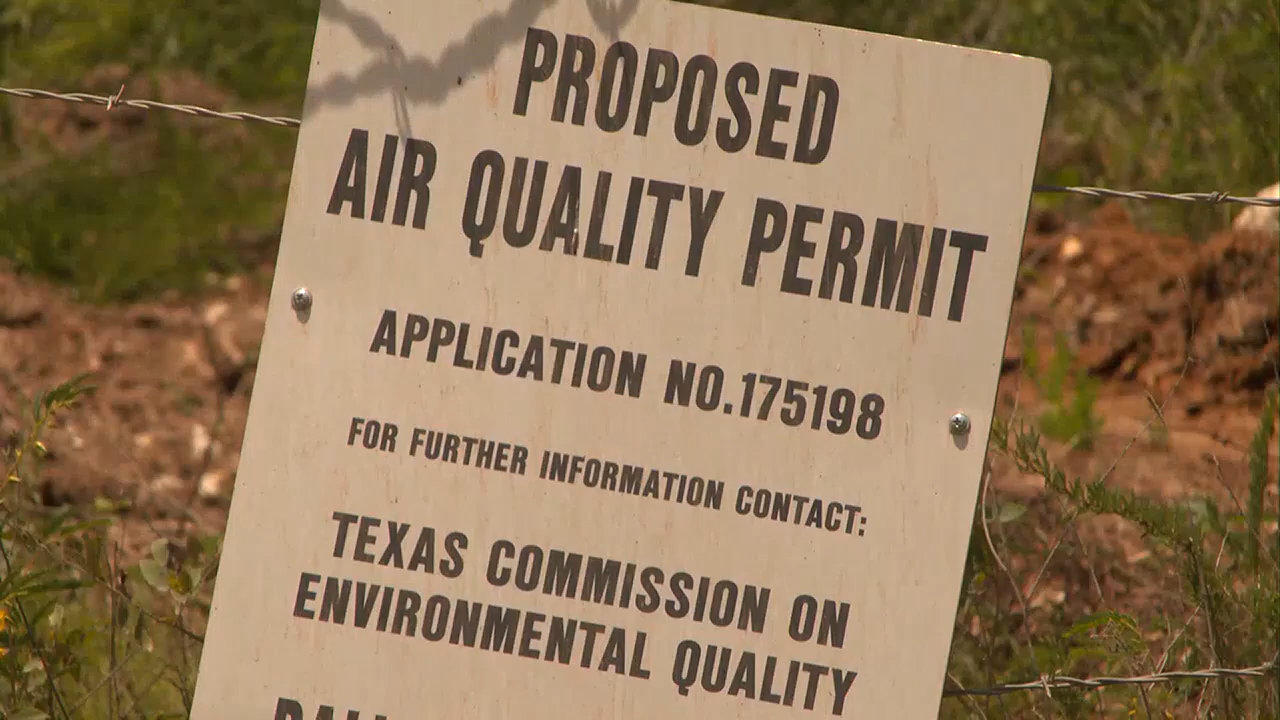 PROPOSED
AIR QUALITY PERMIT
APPLICATION NO.175198
FOR FURTHER INFORMATION CONTACT:
TEXAS COMMISSION ON
ENVIRONMENTAL QUALITY